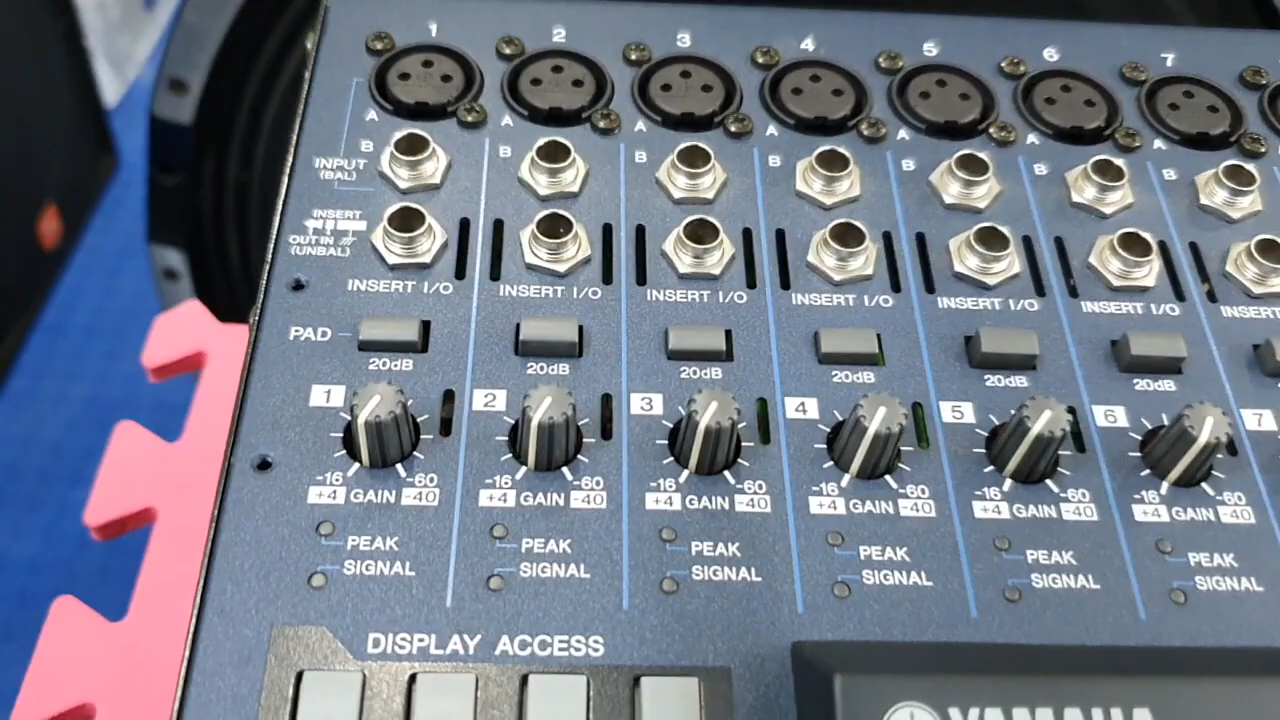 1 2 3 4 5 6 7
A A A A A A A
B B B B B B B
INPUT
(BAL)
INSERT
OUT IN
(UNBAL)
INSERT I/O INSERT I/O INSERT I/O INSERT I/O INSERT I/O INSERT I/O INSERT
PAD
20dB 20dB 20dB 20dB 20dB 20dB
1 2 3 4 5 6 7
-16 -60 -16 -60 -16 -60 -16 -60 -16 -60 -16 -60
+4 GAIN -40 +4 GAIN -40 +4 GAIN -40 +4 GAIN -40 +4 GAIN -40 +4 GAIN -40
PEAK PEAK PEAK PEAK PEAK PEAK
SIGNAL SIGNAL SIGNAL SIGNAL SIGNAL SIGNAL
DISPLAY ACCESS
YAMAHA